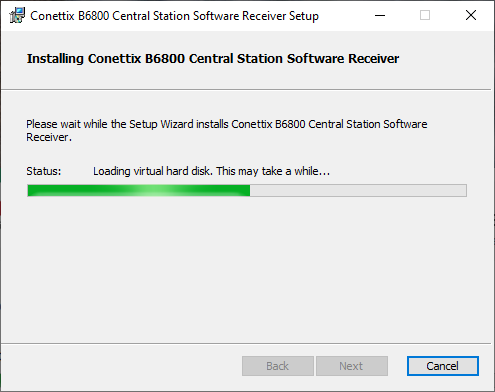 Conettix B6800 Central Station Software Receiver Setup
Installing Conettix B6800 Central Station Software Receiver
Please wait while the Setup Wizard installs Conettix B6800 Central Station Software
Receiver.
Status: Loading virtual hard disk. This may take a while...
Back Next Cancel